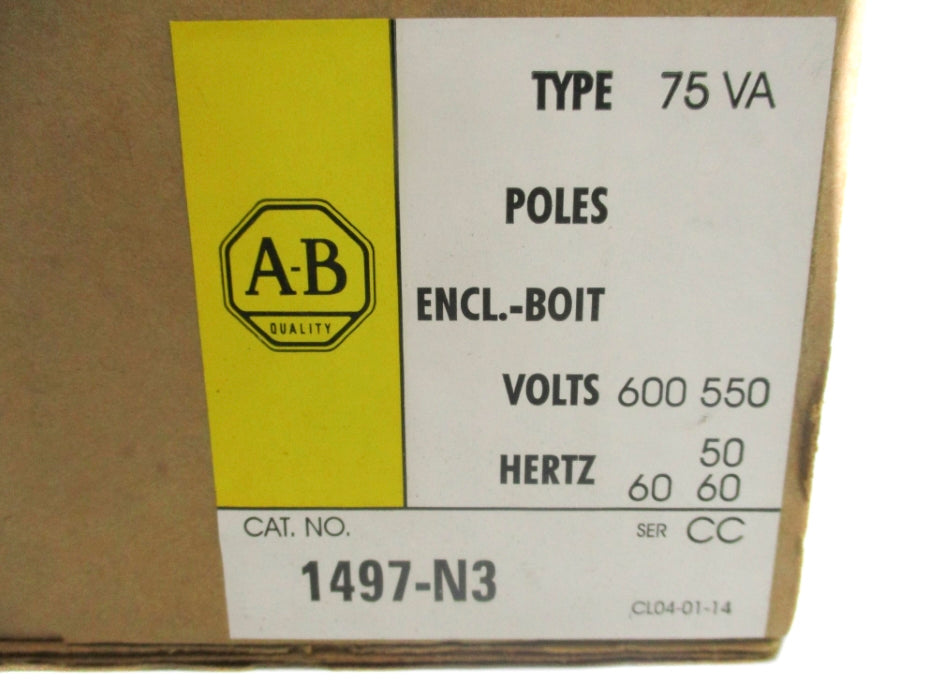 TYPE 75 VA
POLES
A-B
QUALITY
ENCL.-BOIT
VOLTS 600 550
50
HERTZ 60 60
CAT. NO.
SER CC
1497-N3
CL04-01-14